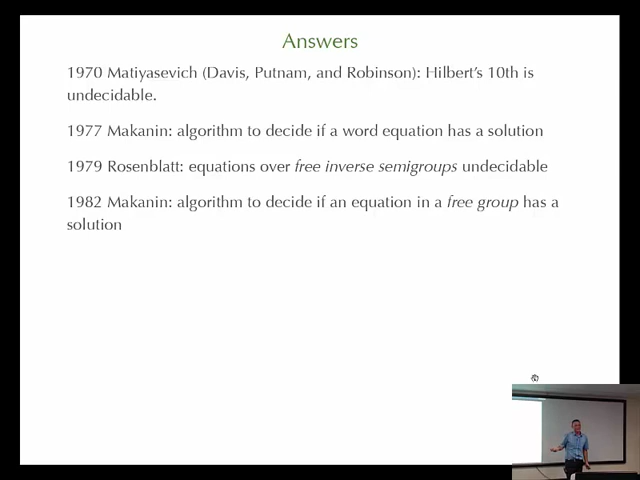 Answers
1970 Matiyasevich (Davis, Putnam, and Robinson): Hilbert's 10th is
undecidable.
1977 Makanin: algorithm to decide if a word equation has a solution
1979 Rosenblatt: equations over free inverse semigroups undecidable
1982 Makanin: algorithm to decide if an equation in a free group has a
solution